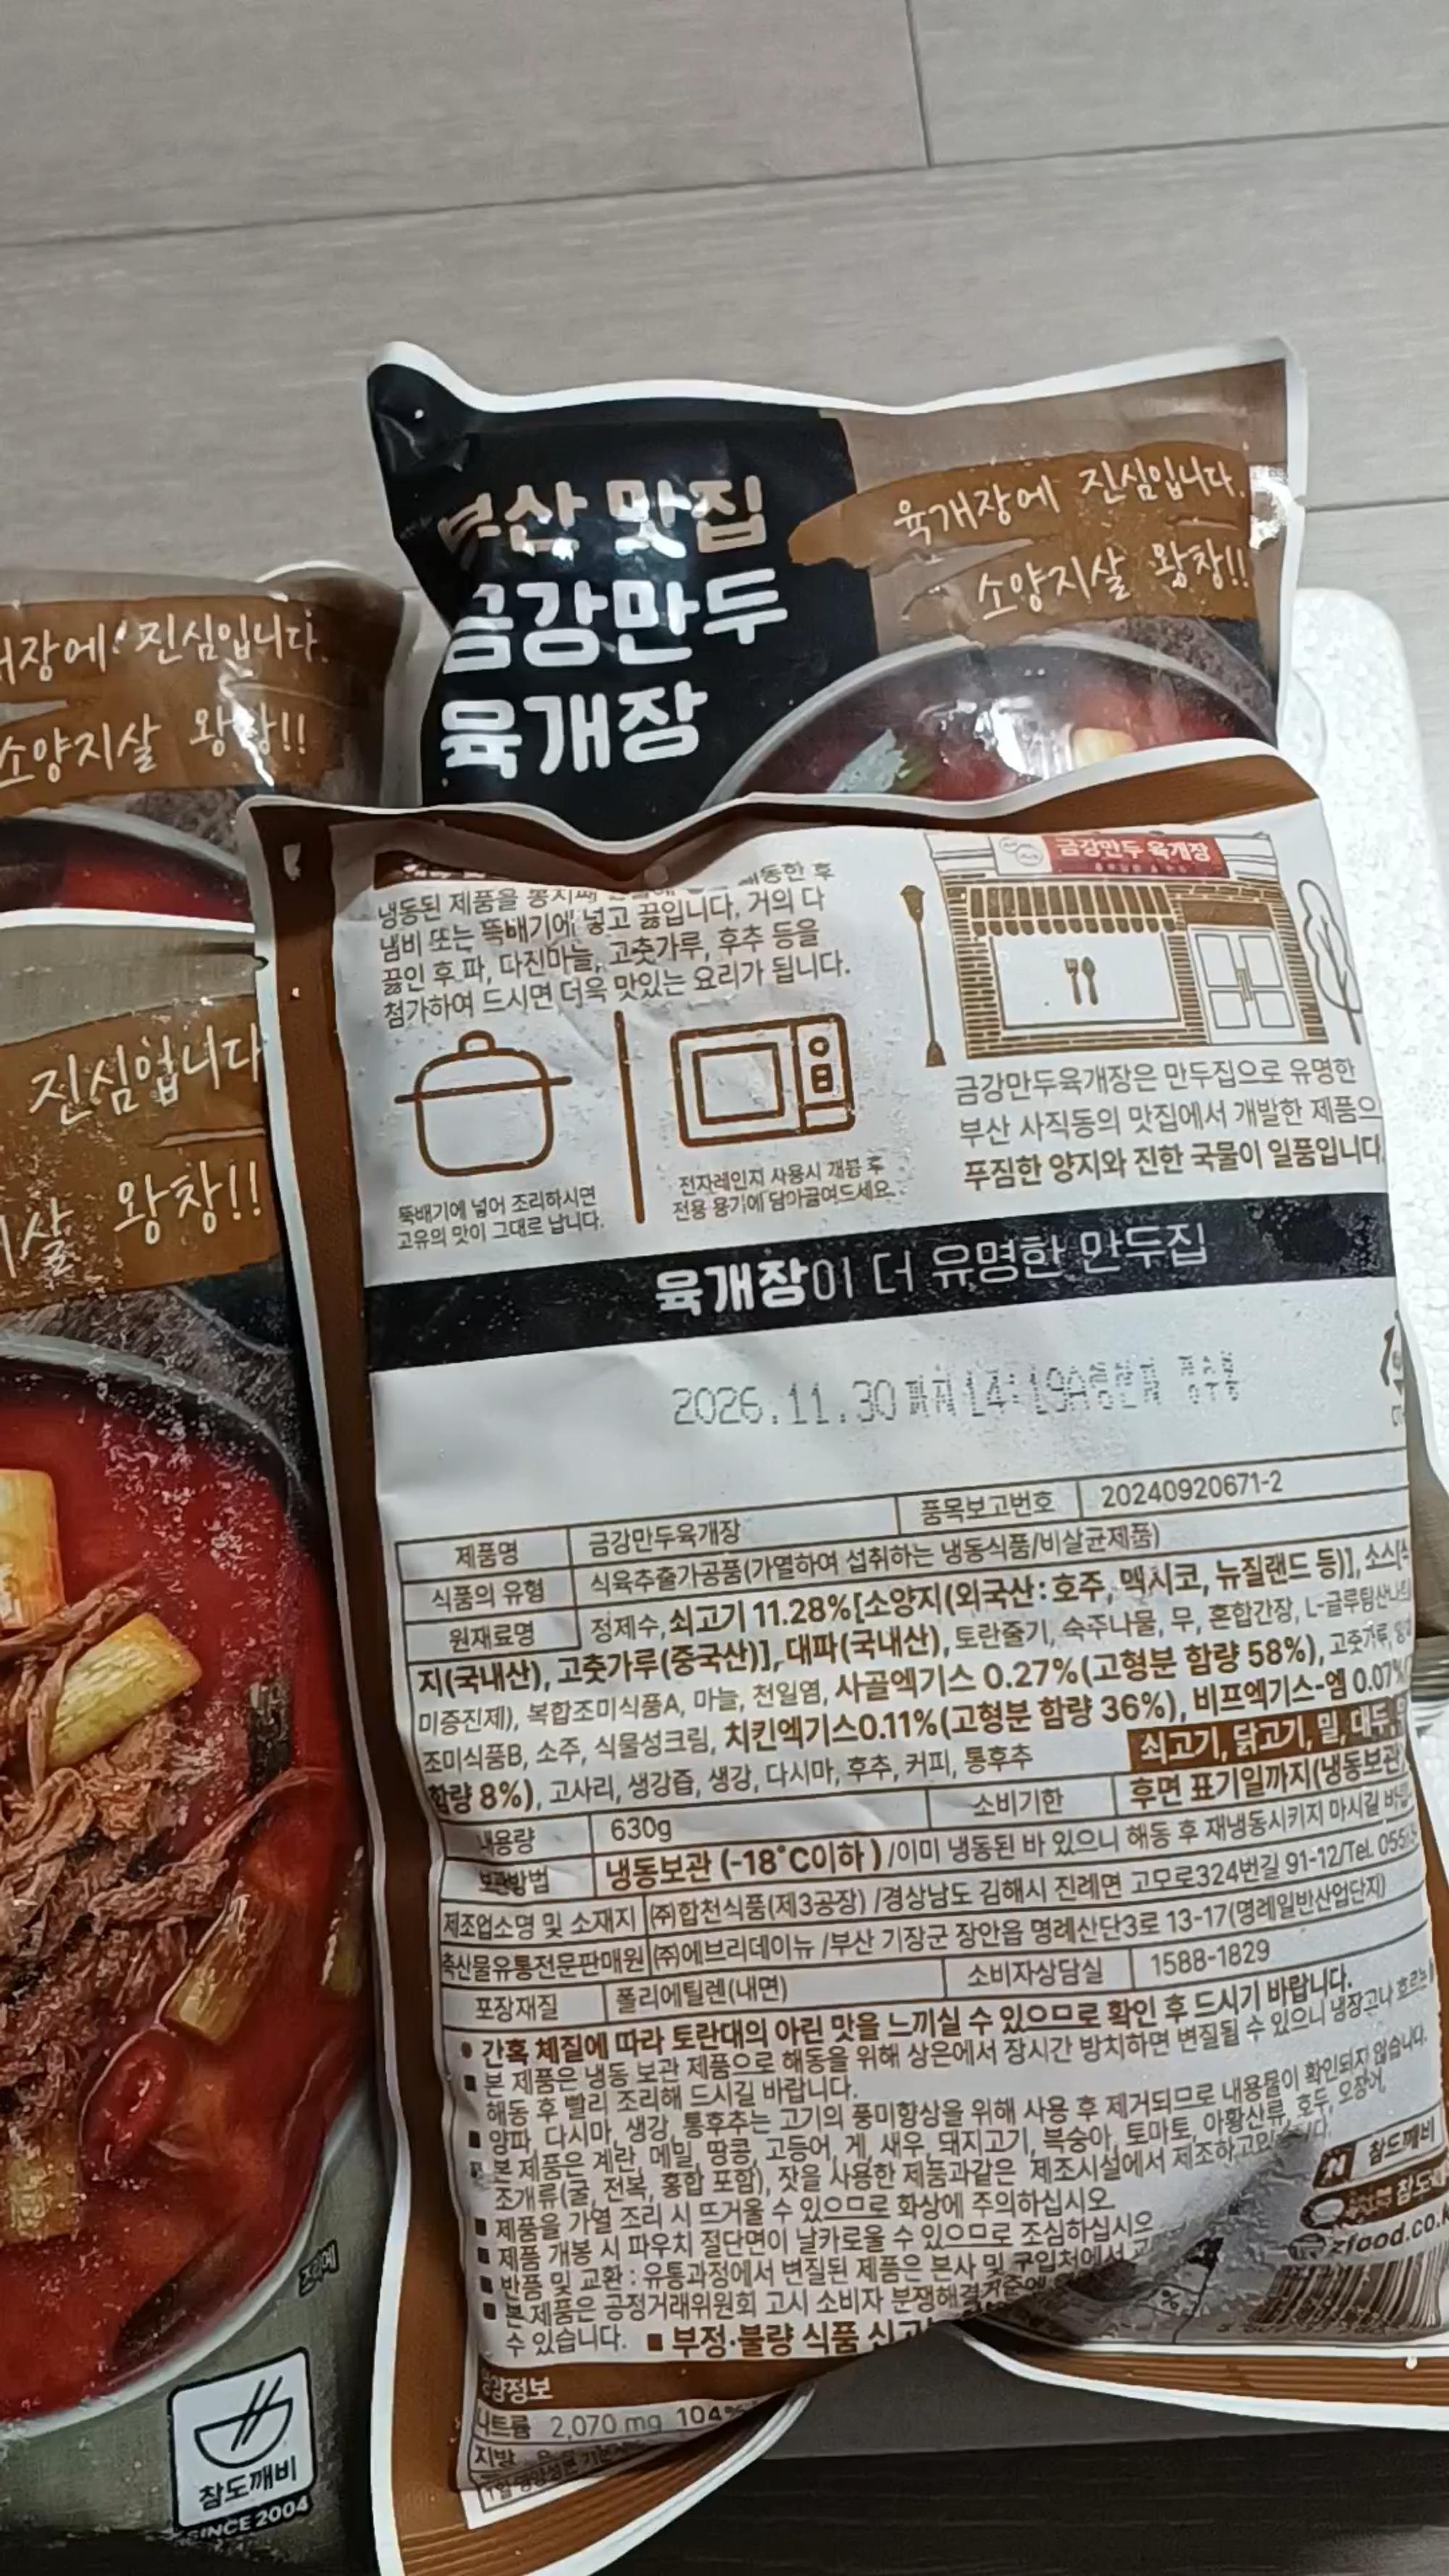 부산 맛집
금강만두
육개장
육개장에 진심입니다.
소양지살 왕창!!
진심입니다.
소양지살 왕창!!
진심입니다
왕창!!
냉동된 제품을
해동한 후
냄비 또는 뚝배기에 넣고 끓입니다. 거의 다
끓인 후 파, 다진마늘, 고춧가루, 후추 등을
첨가하여 드시면 더욱 맛있는 요리가 됩니다.
뚝배기에 넣어 조리하시면
고유의 맛이 그대로 납니다.
전자레인지 사용시 개봉 후
전용 용기에 담아끓여드세요.
금강만두 육개장
금강만두육개장은 만두집으로 유명한
부산 사직동의 맛집에서 개발한 제품으
푸짐한 양지와 진한 국물이 일품입니다
육개장이 더 유명한 만두집
2026.11.30
제품명 금강만두육개장 품목보고번호 20240920671-2
식품의 유형 식육추출가공품(가열하여 섭취하는 냉동식품/비살균제품)
원재료명 정제수, 쇠고기 11.28%[소양지(외국산:호주, 멕시코, 뉴질랜드 등)],
지(국내산), 고춧가루(중국산)], 대파(국내산), 토란줄기, 숙주나물, 무, 혼합간장,
미증진제), 복합조미식품A, 마늘, 천일염, 사골엑기스 0.27%(고형분 함량 58%), 고춧가루,
조미식품B, 소주, 식물성크림, 치킨엑기스0.11%(고형분 함량 36%), 비프엑기스-엠 0.07%
함량 8%), 고사리, 생강즙, 생강, 다시마, 후추, 커피, 통후추 쇠고기, 닭고기, 밀, 대두,
내용량 630g 소비기한 후면 표기일까지(냉동보관)
보관방법 냉동보관 (-18°C이하)/이미 냉동된 바 있으니 해동 후 재냉동시키지 마시길
제조업소명 및 소재지 ㈜합천식품(제3공장) /경상남도 김해시 진례면 고모로324번길 91-12/Tel.
축산물유통전문판매원 ㈜에브리데이뉴 /부산 기장군 장안읍 명례산단3로 13-17(명례일반산업단지)
포장재질 폴리에틸렌(내면) 소비자상담실 1588-1829
● 간혹 체질에 따라 토란대의 아린 맛을 느끼실 수 있으므로 확인 후 드시기 바랍니다.
■ 본 제품은 냉동 보관 제품으로 해동을 위해 상온에서 장시간 방치하면 변질될 수 있으니
해동 후 빨리 조리해 드시길 바랍니다.
■ 양파, 다시마, 생강, 통후추는 고기의 풍미향상을 위해 사용 후 제거되므로 내용물이 확인되지 않습니다.
■ 본 제품은 계란, 메밀, 땅콩, 고등어, 게, 새우, 돼지고기, 복숭아, 토마토, 아황산류, 호두, 오징어,
조개류(굴, 전복, 홍합 포함), 잣을 사용한 제품과같은 제조시설에서
■ 제품을 가열 조리 시 뜨거울 수 있으므로 화상에 주의하십시오.
■ 제품 개봉 시 파우치 절단면이 날카로울 수 있으므로 조심하십시오
■ 반품 및 교환 : 유통과정에서 변질된 제품은 본사 및 구입처에서
■ 본 제품은 공정거래위원회 고시 소비자
수 있습니다. ■ 부정·불량 식품
나트륨 2,070 mg 104%
지방
참도깨비
zfood.co.k
참도깨비
SINCE 2004